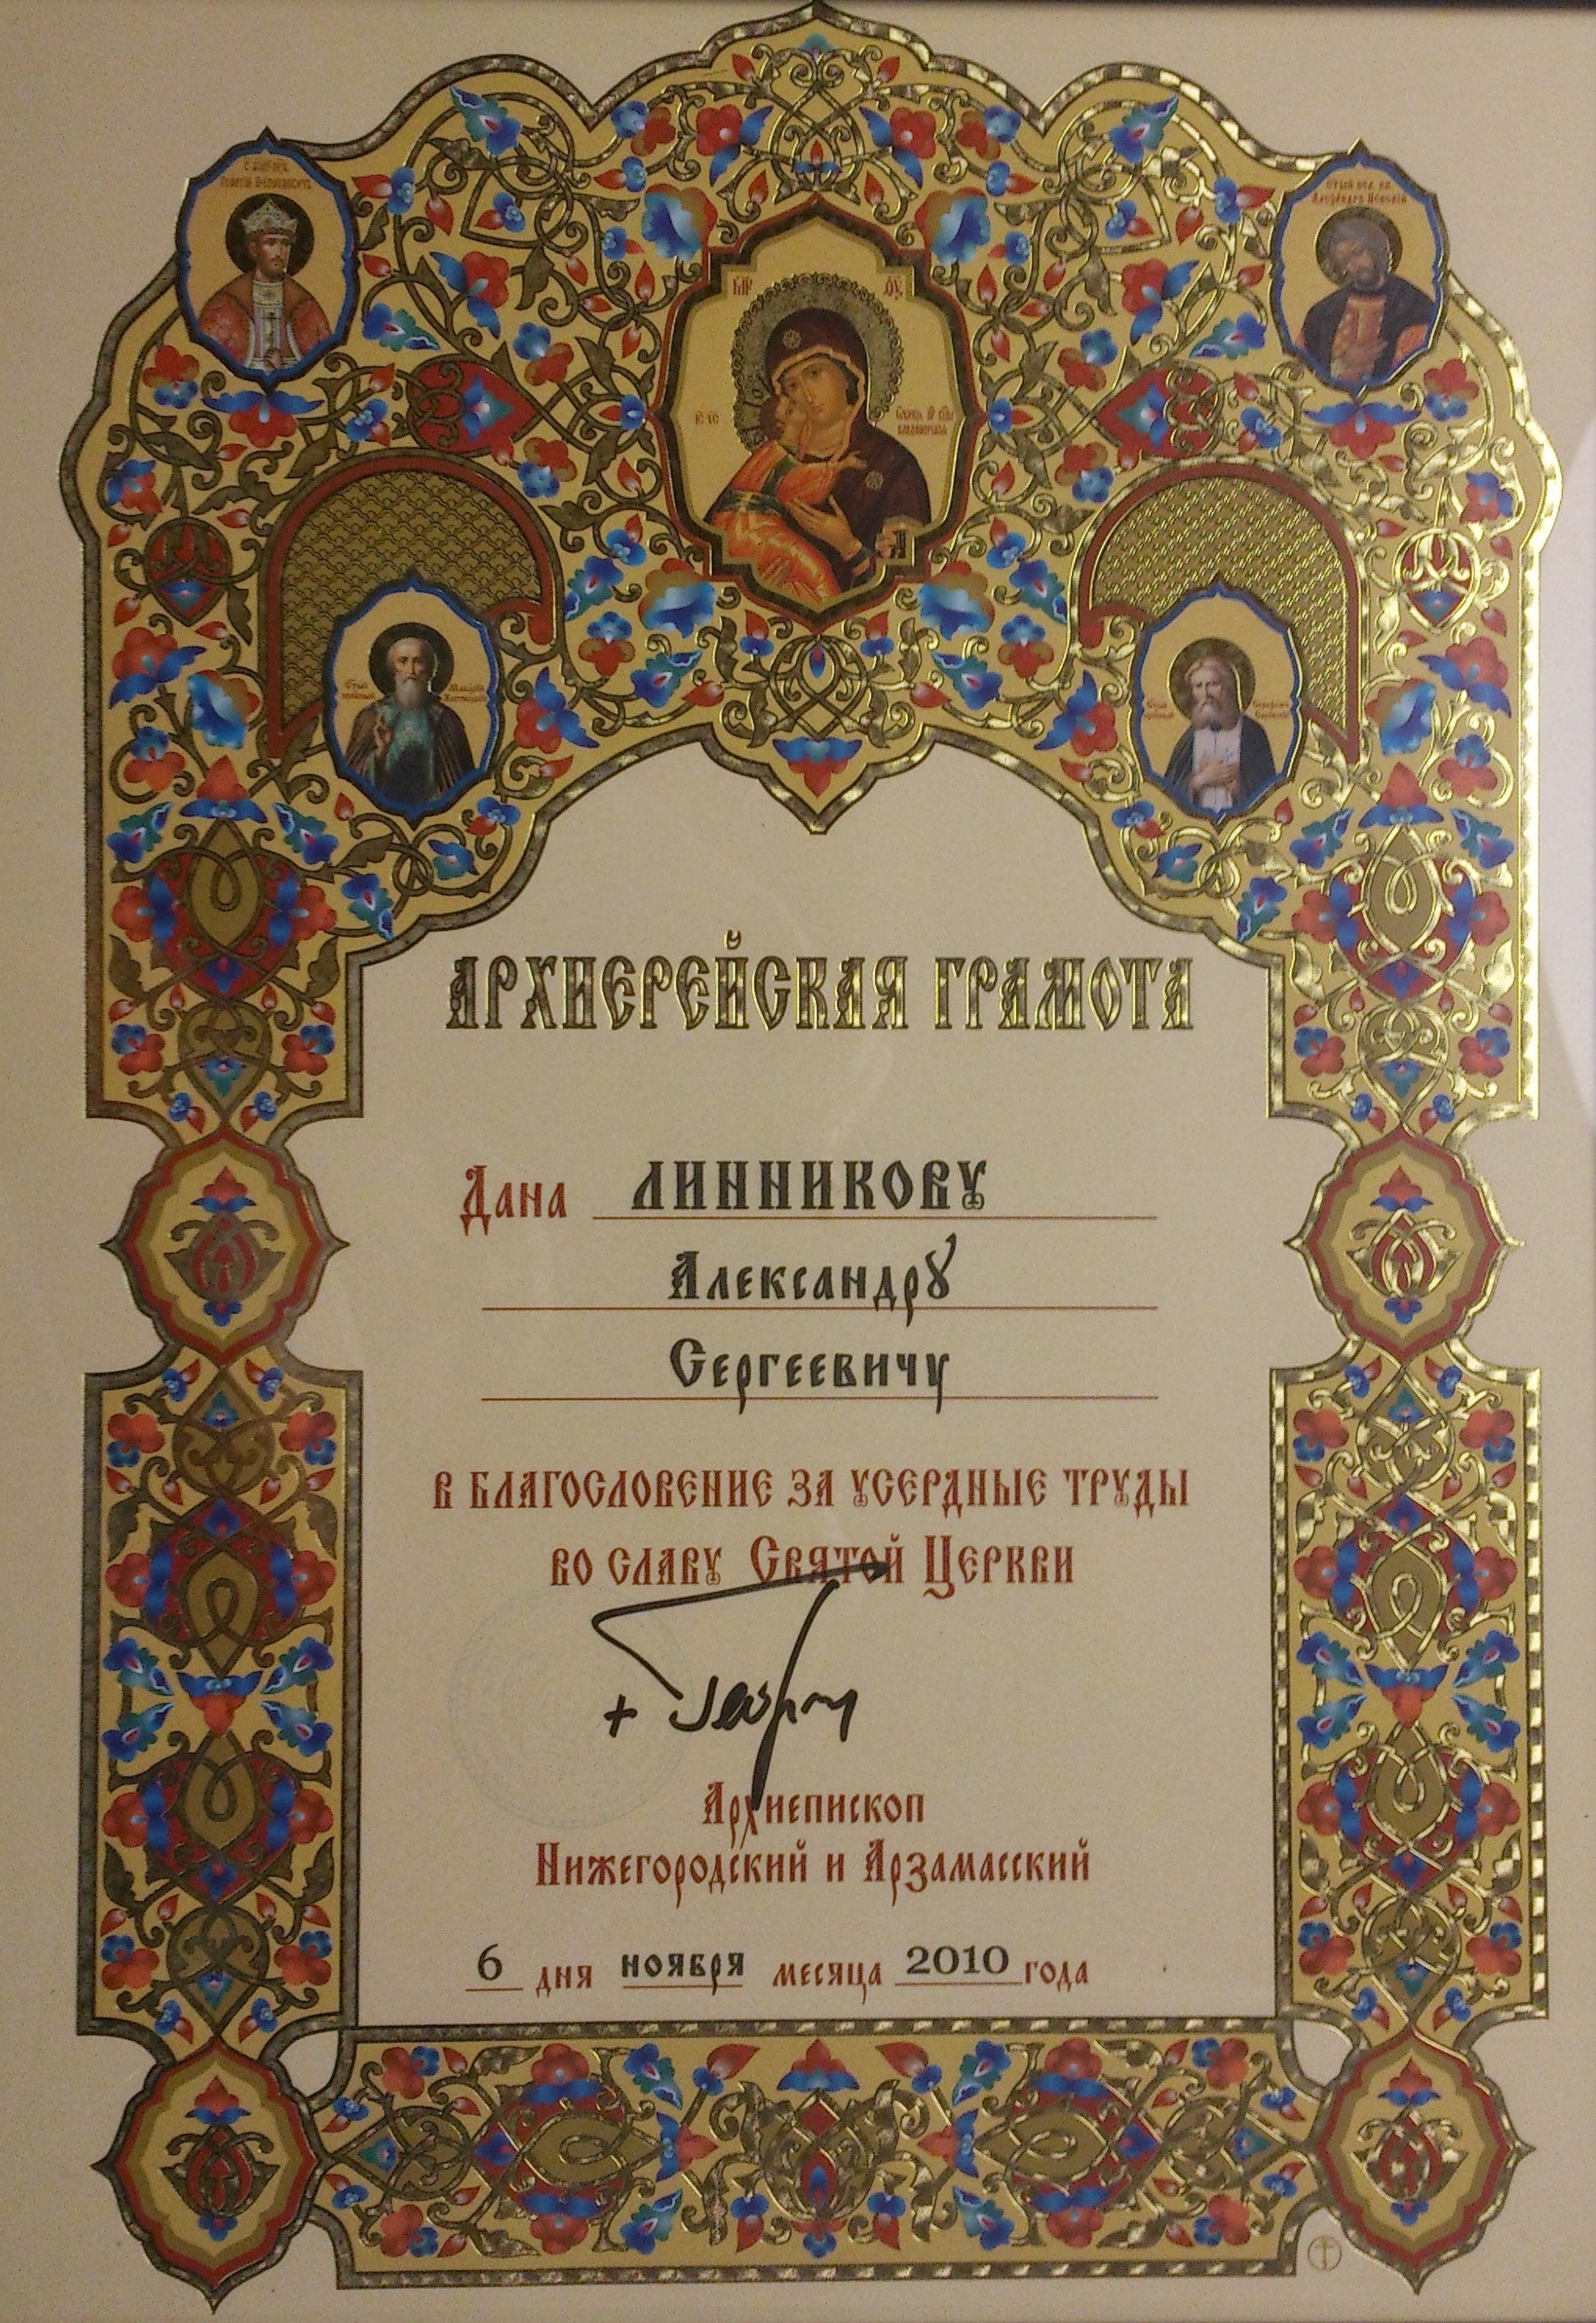 АРХИЕРЕЙСКАЯ ГРАМОТА
Дана ЛИННИКОВУ
Александру
Сергеевичу
В БЛАГОСЛОВЕНИЕ ЗА УСЕРДНЫЕ ТРУДЫ
ВО СЛАВУ СВЯТОЙ ЦЕРКВИ
+ Георгий
Архиепископ
Нижегородский и Арзамасский
6 дня ноября месяца 2010 года